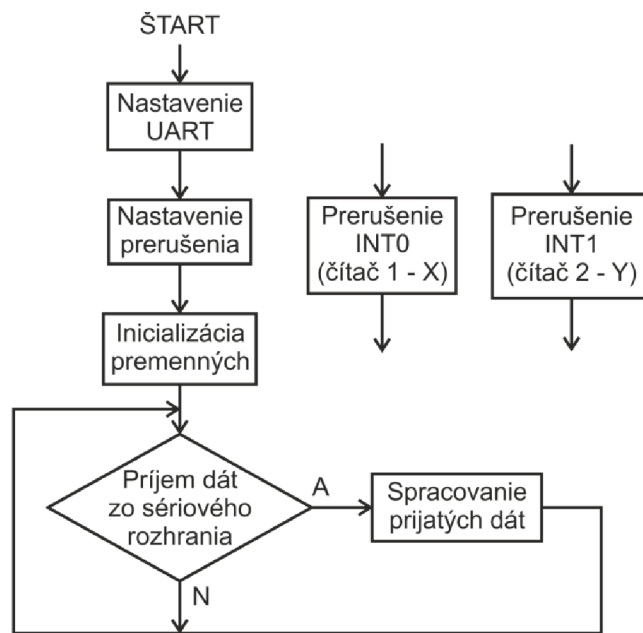 ŠTART
Nastavenie
UART
Nastavenie
prerušenia
Prerušenie
INT0
(čítač 1 - X)
Prerušenie
INT1
(čítač 2 - Y)
Inicializácia
premenných
Príjem dát
zo sériového
rozhrania
A
Spracovanie
prijatých dát
N